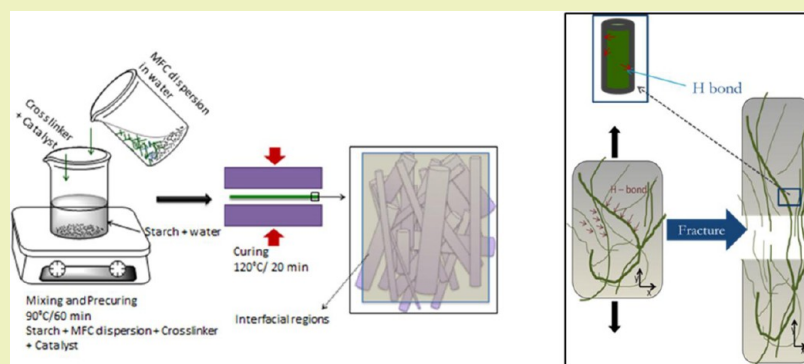 MFC dispersion
in water
Crosslinker
+ Catalyst
Starch + water
Mixing and Precuring
90°C/60 min
Starch + MFC dispersion + Crosslinker
+ Catalyst
Curing
120°C/ 20 min
Interfacial regions
H bond
H - bond
Fracture
y
x